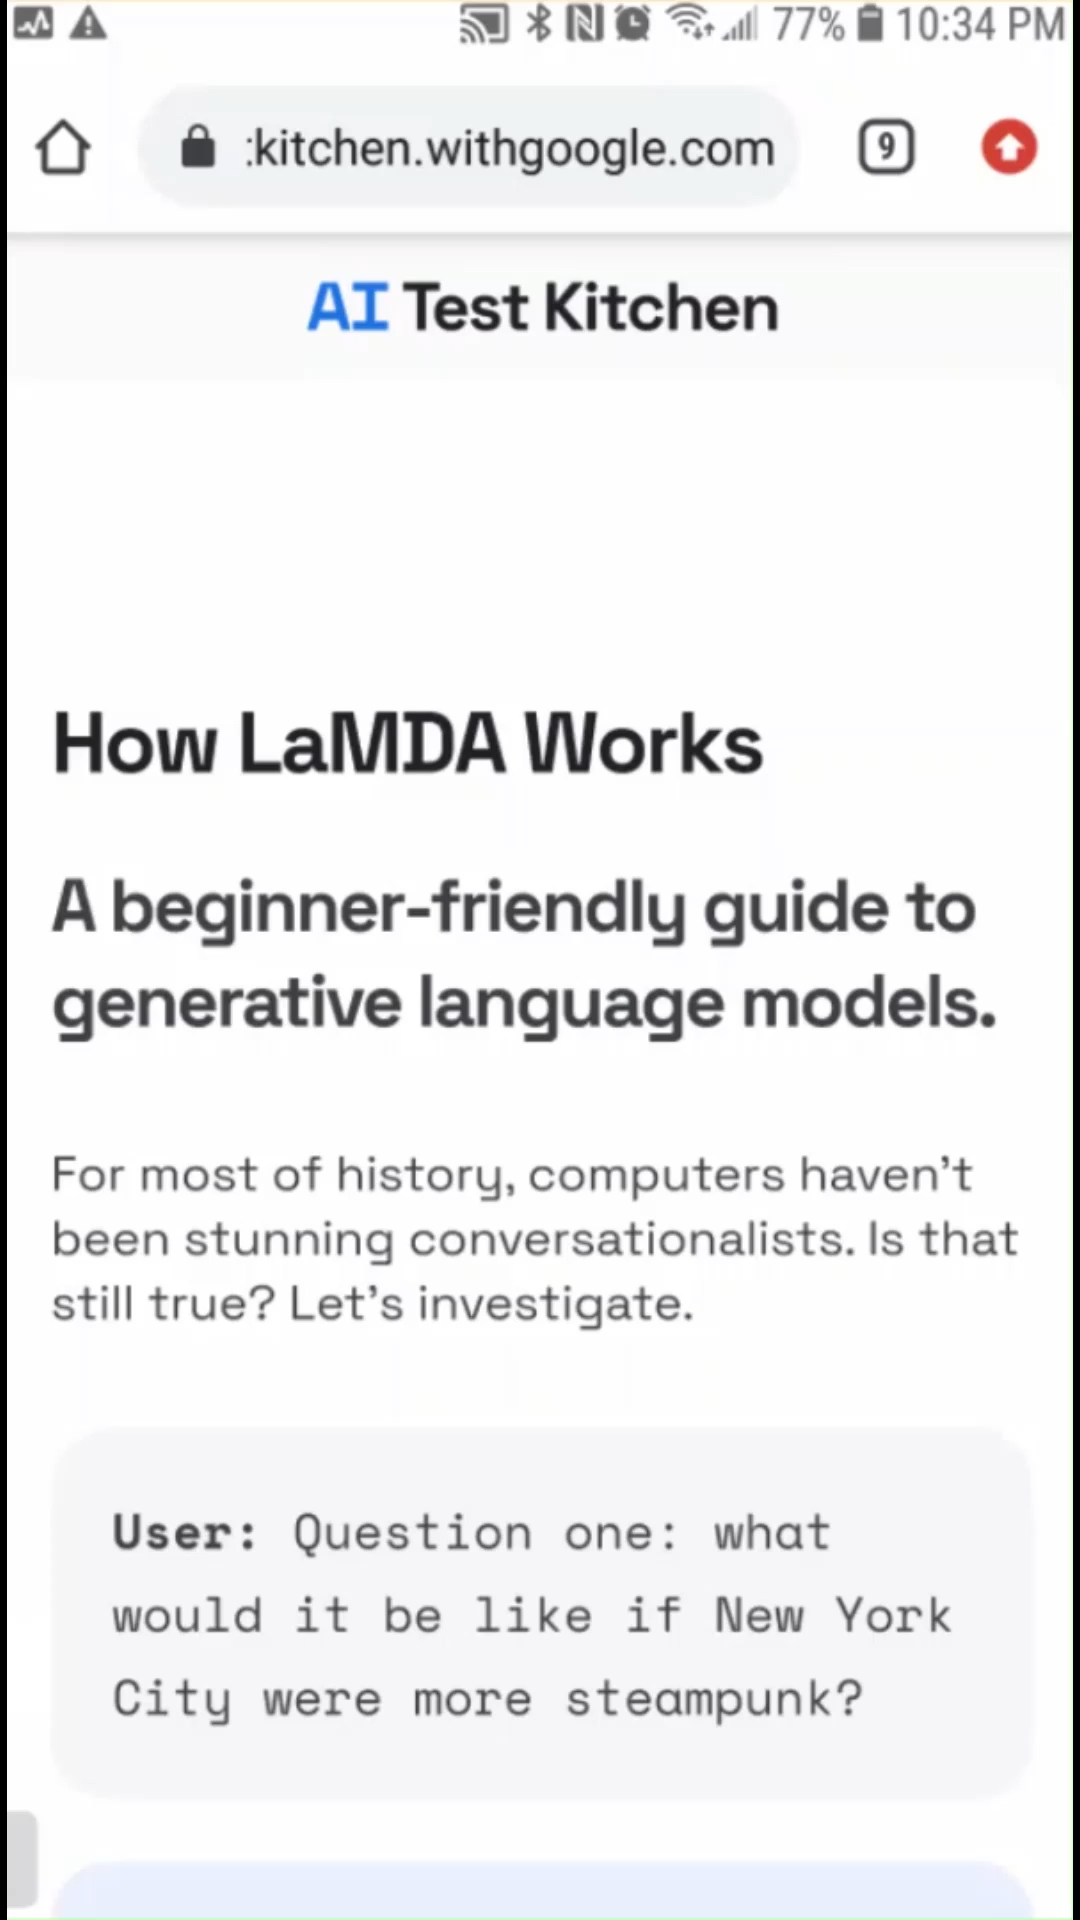 77% 10:34 PM
:kitchen.withgoogle.com 9
AI Test Kitchen
How LaMDA Works
A beginner-friendly guide to
generative language models.
For most of history, computers haven’t
been stunning conversationalists. Is that
still true? Let’s investigate.
User: Question one: what
would it be like if New York
City were more steampunk?